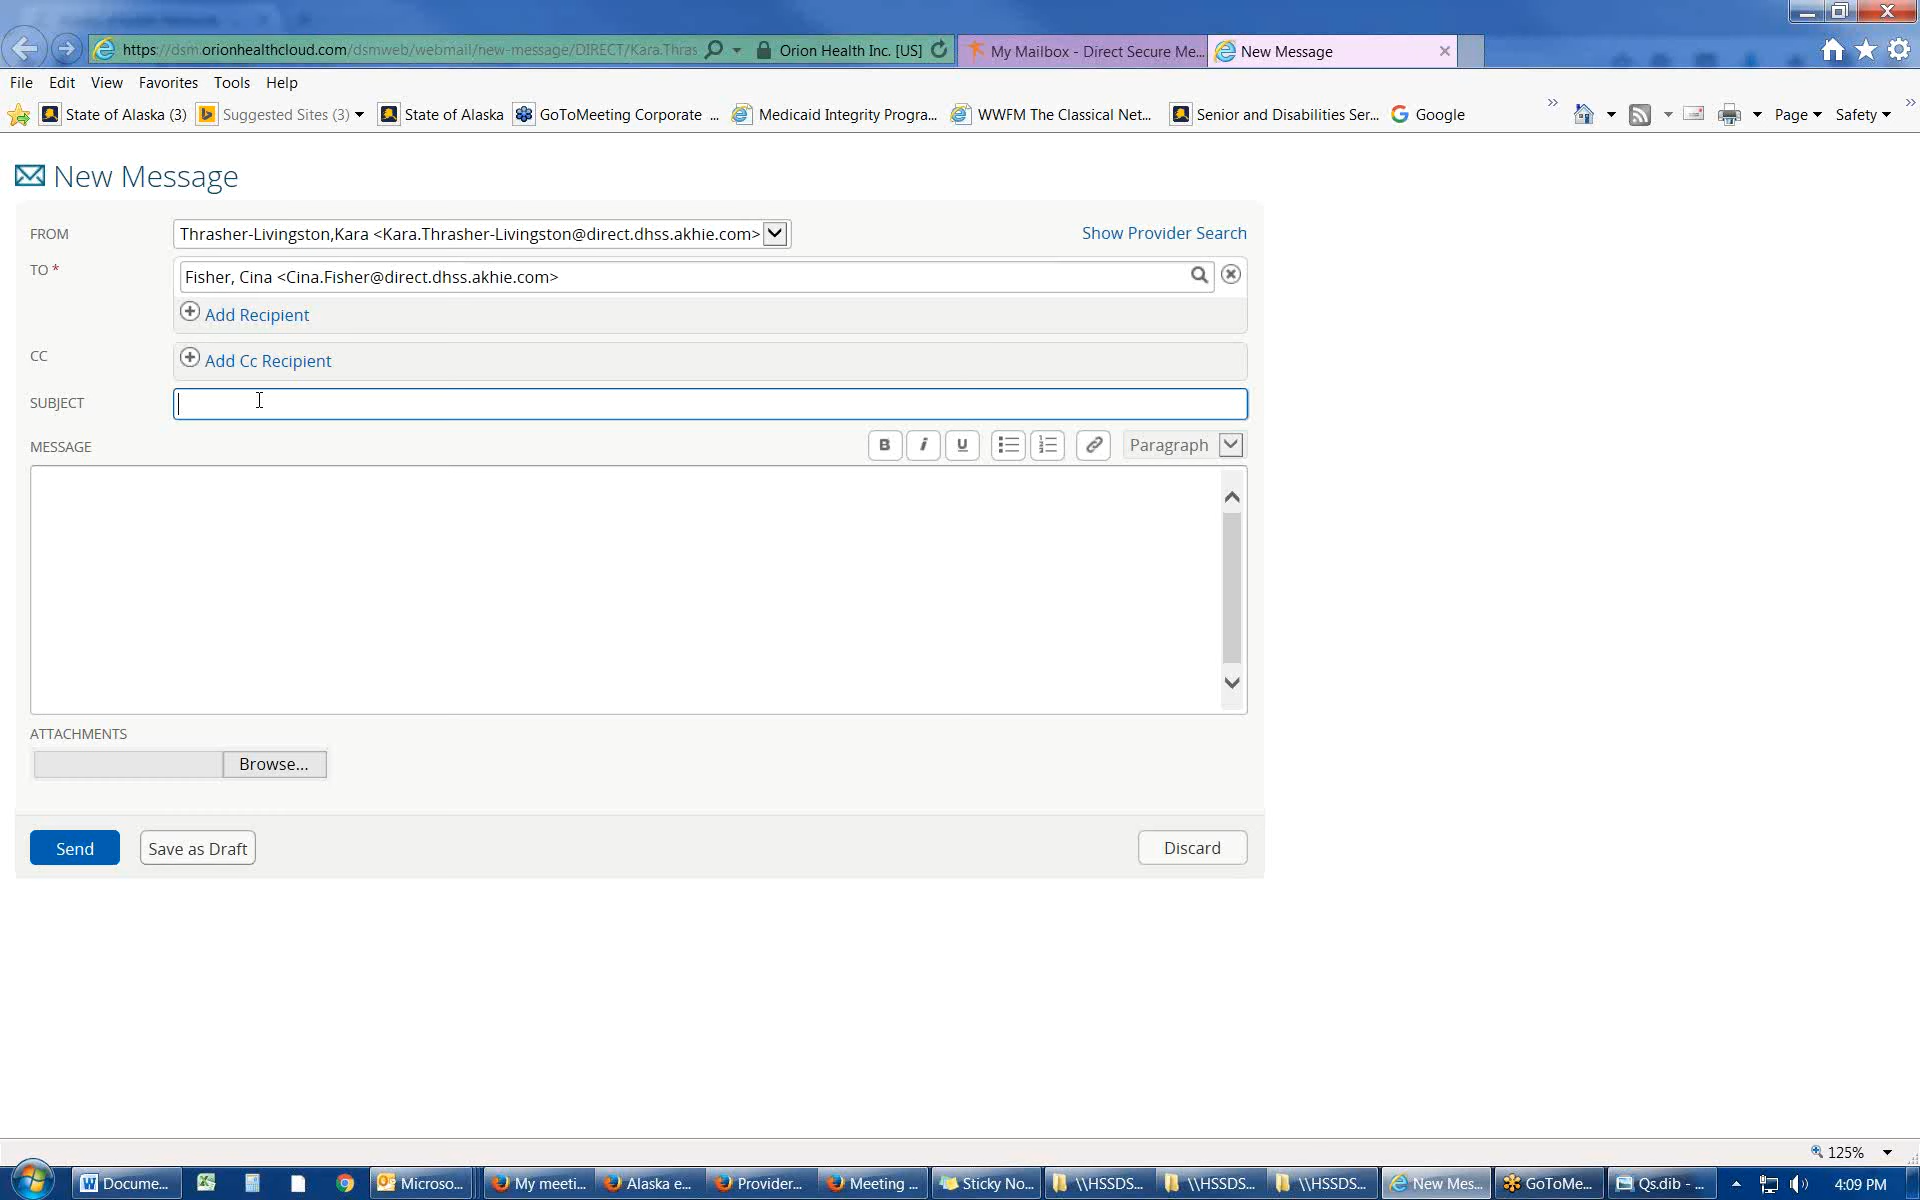 https://dsm.orionhealthcloud.com/dsmweb/webmail/new-message/DIRECT/Kara.Thras
Orion Health Inc. [US]
My Mailbox - Direct Secure Me...
New Message
File Edit View Favorites Tools Help
State of Alaska (3)
Suggested Sites (3)
State of Alaska
GoToMeeting Corporate ...
Medicaid Integrity Progra...
WWFM The Classical Net...
Senior and Disabilities Ser...
Google
Page
Safety
New Message
FROM
Thrasher-Livingston,Kara <Kara.Thrasher-Livingston@direct.dhss.akhie.com>
Show Provider Search
TO *
Fisher, Cina <Cina.Fisher@direct.dhss.akhie.com>
Add Recipient
CC
Add Cc Recipient
SUBJECT
MESSAGE
B i U
Paragraph
ATTACHMENTS
Browse...
Send
Save as Draft
Discard
125%
Docume...
Microso...
My meeti...
Alaska e...
Provider...
Meeting ...
Sticky No...
\\HSSDS...
\\HSSDS...
\\HSSDS...
New Mes...
GoToMe...
Qs.dib - ...
4:09 PM